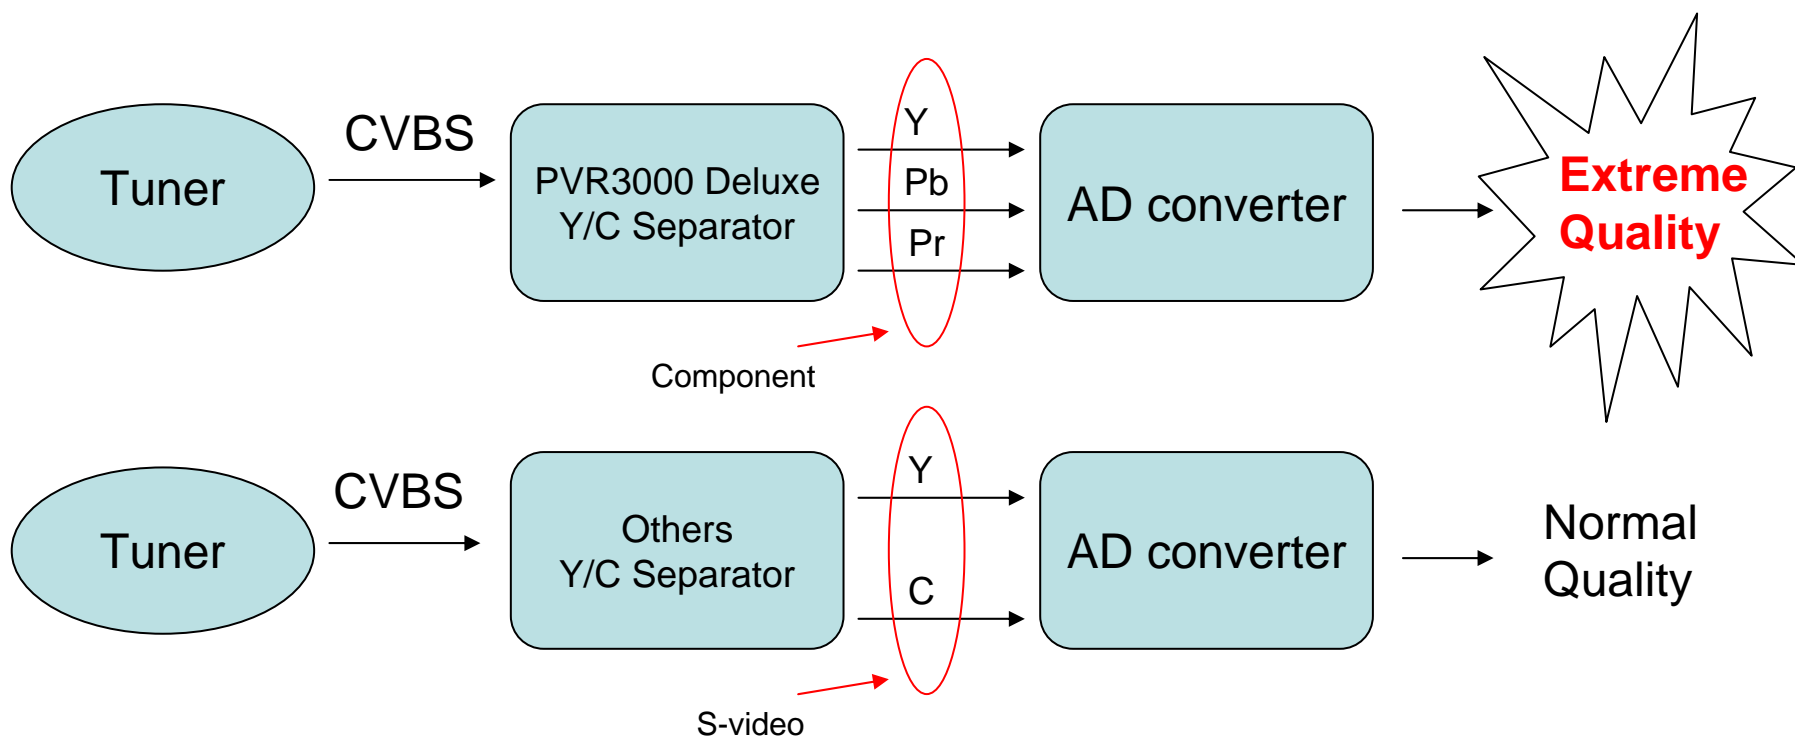 Tuner
CVBS
PVR3000 Deluxe
Y/C Separator
Y
Pb
Pr
AD converter
Extreme
Quality
Component
Tuner
CVBS
Others
Y/C Separator
Y
C
AD converter
Normal
Quality
S-video